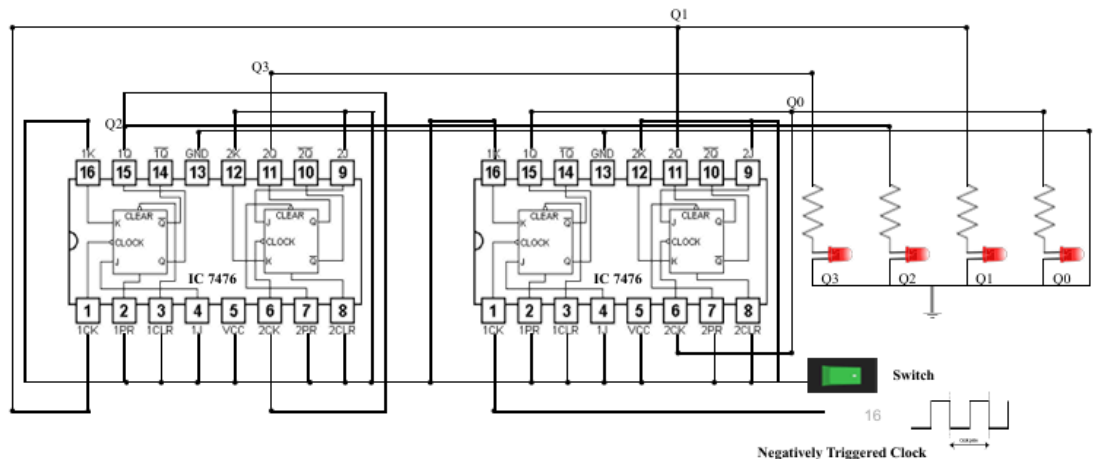 Q1
Q3
Q0
Q2
1K 1Q 1Q GND 2K 2Q 2Q 2J
1K 1Q 1Q GND 2K 2Q 2Q 2J
16 15 14 13 12 11 10 9
16 15 14 13 12 11 10 9
CLEAR
K Q
CLOCK
J Q
CLEAR
J Q
CLOCK
K Q
IC 7476
CLEAR
K Q
CLOCK
J Q
CLEAR
J Q
CLOCK
K Q
IC 7476
Q3 Q2 Q1 Q0
1 2 3 4 5 6 7 8
1 2 3 4 5 6 7 8
1CK 1PR 1CLR 1J VCC 2CK 2PR 2CLR
1CK 1PR 1CLR 1J VCC 2CK 2PR 2CLR
Switch
16
Negatively Triggered Clock